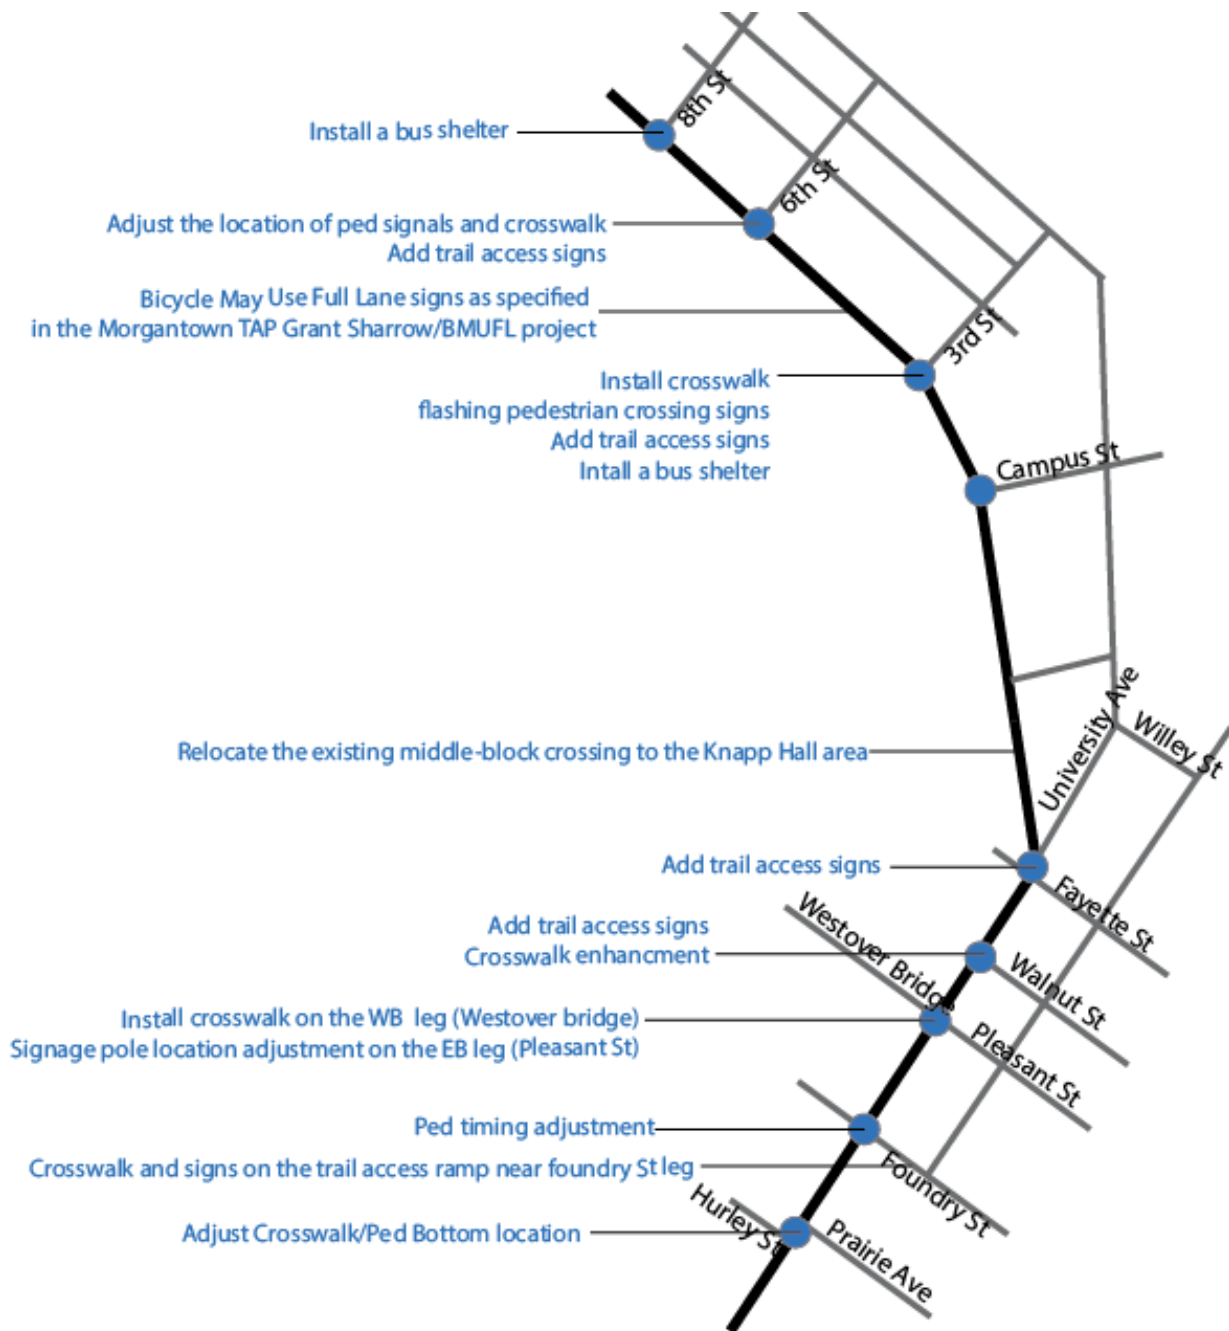 8th St
Install a bus shelter
6th St
Adjust the location of ped signals and crosswalk
Add trail access signs
Bicycle May Use Full Lane signs as specified
in the Morgantown TAP Grant Sharrow/BMUFL project
3rd St
Install crosswalk
flashing pedestrian crossing signs
Add trail access signs
Intall a bus shelter
Campus St
University Ave
Willey St
Relocate the existing middle-block crossing to the Knapp Hall area
Add trail access signs
Fayette St
Westover Bridge
Add trail access signs
Crosswalk enhancment
Walnut St
Install crosswalk on the WB leg (Westover bridge)
Signage pole location adjustment on the EB leg (Pleasant St)
Pleasant St
Ped timing adjustment
Crosswalk and signs on the trail access ramp near foundry St leg
Foundry St
Hurley St
Adjust Crosswalk/Ped Bottom location
Prairie Ave